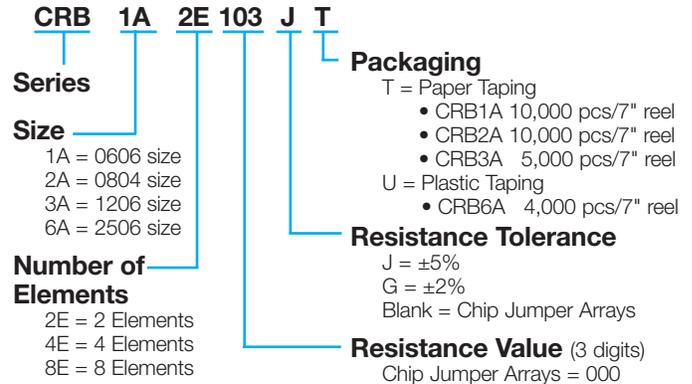 CRB 1A 2E 103 J T
Series
Size
1A = 0606 size
2A = 0804 size
3A = 1206 size
6A = 2506 size
Number of
Elements
2E = 2 Elements
4E = 4 Elements
8E = 8 Elements
Packaging
T = Paper Taping
• CRB1A 10,000 pcs/7" reel
• CRB2A 10,000 pcs/7" reel
• CRB3A 5,000 pcs/7" reel
U = Plastic Taping
• CRB6A 4,000 pcs/7" reel
Resistance Tolerance
J = ±5%
G = ±2%
Blank = Chip Jumper Arrays
Resistance Value (3 digits)
Chip Jumper Arrays = 000